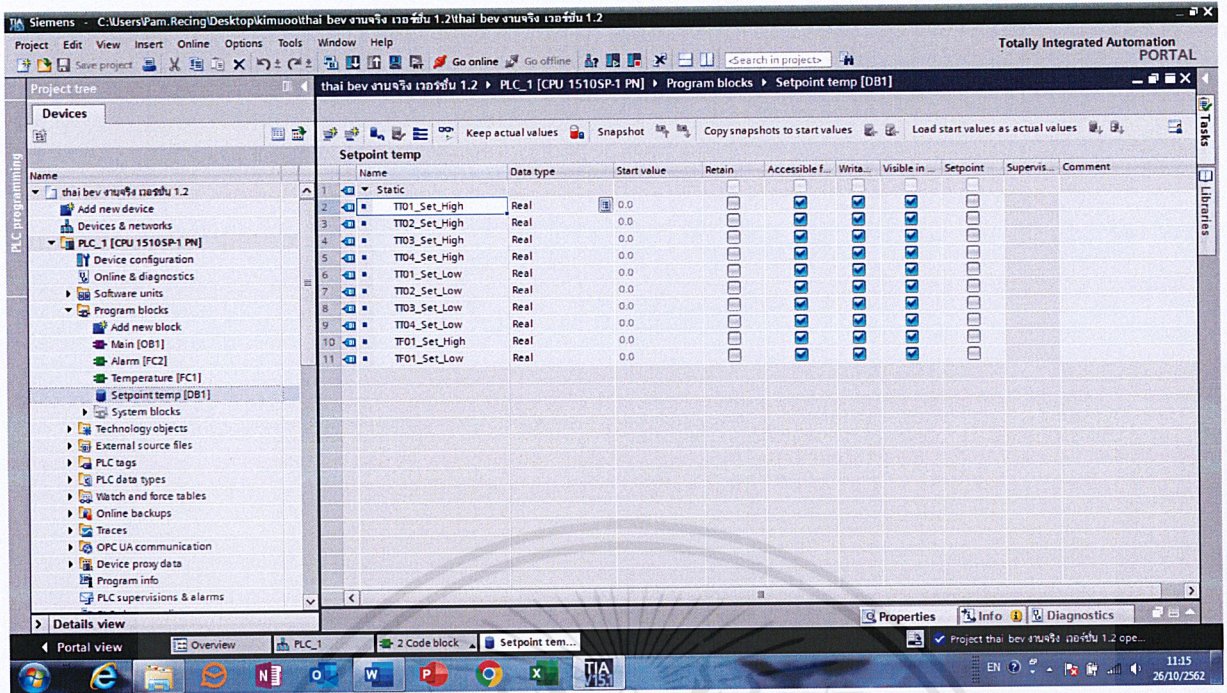 Siemens - C:\Users\Pam.Recing\Desktop\kimuoo\thai bev งานจริง เวอร์ชั่น 1.2\thai bev งานจริง เวอร์ชั่น 1.2
Project Edit View Insert Online Options Tools Window Help
Totally Integrated Automation
PORTAL
Save project Go online Go offline <Search in project>
Project tree
thai bev งานจริง เวอร์ชั่น 1.2 PLC_1 [CPU 1510SP-1 PN] Program blocks Setpoint temp [DB1]
Devices
Keep actual values Snapshot Copy snapshots to start values Load start values as actual values
Setpoint temp
Name Data type Start value Retain Accessible f... Writa... Visible in ... Setpoint Supervis... Comment
1 Static
2 TT01_Set_High Real 0.0
3 TT02_Set_High Real 0.0
4 TT03_Set_High Real 0.0
5 TT04_Set_High Real 0.0
6 TT01_Set_Low Real 0.0
7 TT02_Set_Low Real 0.0
8 TT03_Set_Low Real 0.0
9 TT04_Set_Low Real 0.0
10 TF01_Set_High Real 0.0
11 TF01_Set_Low Real 0.0
Name
thai bev งานจริง เวอร์ชั่น 1.2
Add new device
Devices & networks
PLC_1 [CPU 1510SP-1 PN]
Device configuration
Online & diagnostics
Software units
Program blocks
Add new block
Main [OB1]
Alarm [FC2]
Temperature [FC1]
Setpoint temp [DB1]
System blocks
Technology objects
External source files
PLC tags
PLC data types
Watch and force tables
Online backups
Traces
OPC UA communication
Device proxy data
Program info
PLC supervisions & alarms
PLC programming
Tasks
Libraries
Details view
Properties Info Diagnostics
Portal view Overview PLC_1 2 Code block Setpoint tem...
Project thai bev งานจริง เวอร์ชั่น 1.2 ope...
TIA
V15.1
EN
11:15
26/10/2562